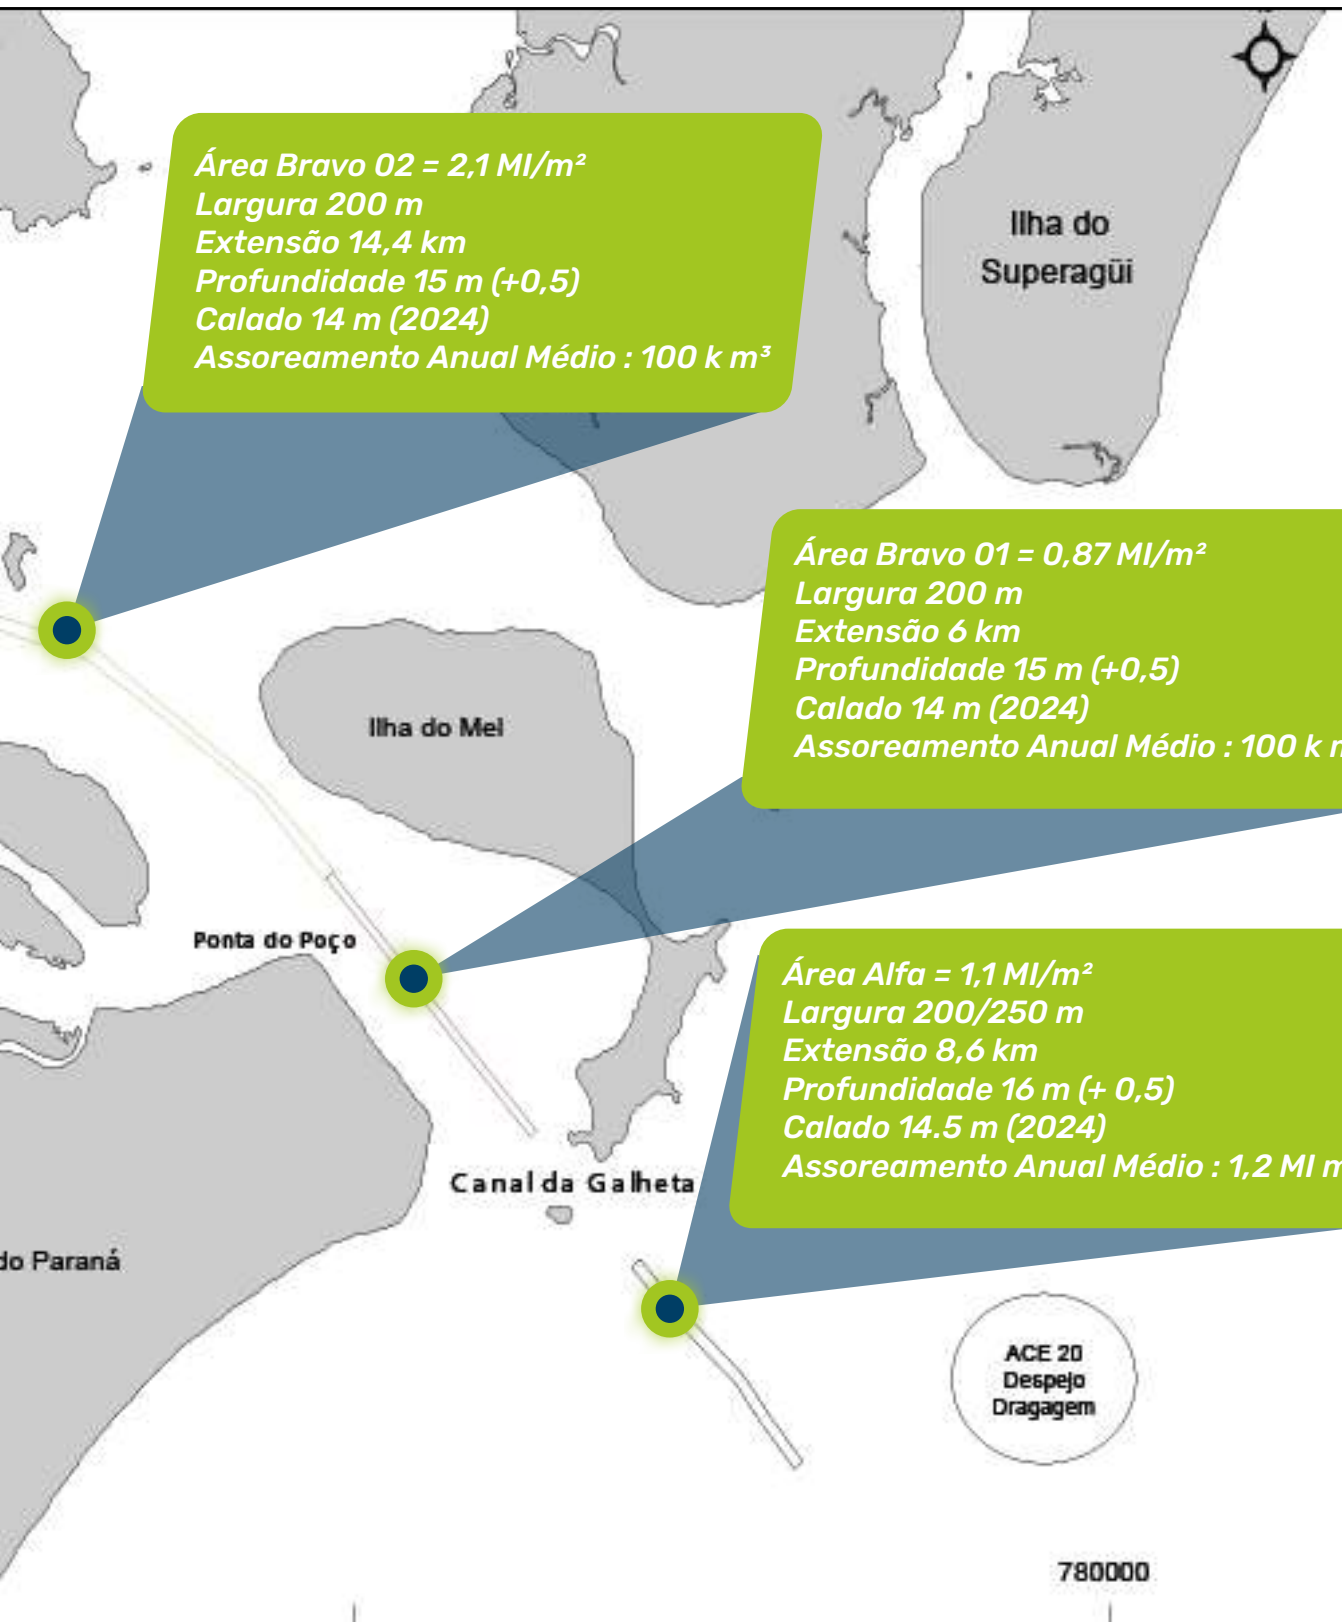 Área Bravo 02 = 2,1 MI/m²
Largura 200 m
Extensão 14,4 km
Profundidade 15 m (+0,5)
Calado 14 m (2024)
Assoreamento Anual Médio : 100 k m³
Ilha do
Superagüi
Área Bravo 01 = 0,87 MI/m²
Largura 200 m
Extensão 6 km
Profundidade 15 m (+0,5)
Calado 14 m (2024)
Assoreamento Anual Médio : 100 k
Ilha do Mel
Ponta do Poço
Área Alfa = 1,1 MI/m²
Largura 200/250 m
Extensão 8,6 km
Profundidade 16 m (+ 0,5)
Calado 14.5 m (2024)
Assoreamento Anual Médio : 1,2 MI m
Canal da Galheta
do Paraná
ACE 20
Despejo
Dragagem
780000